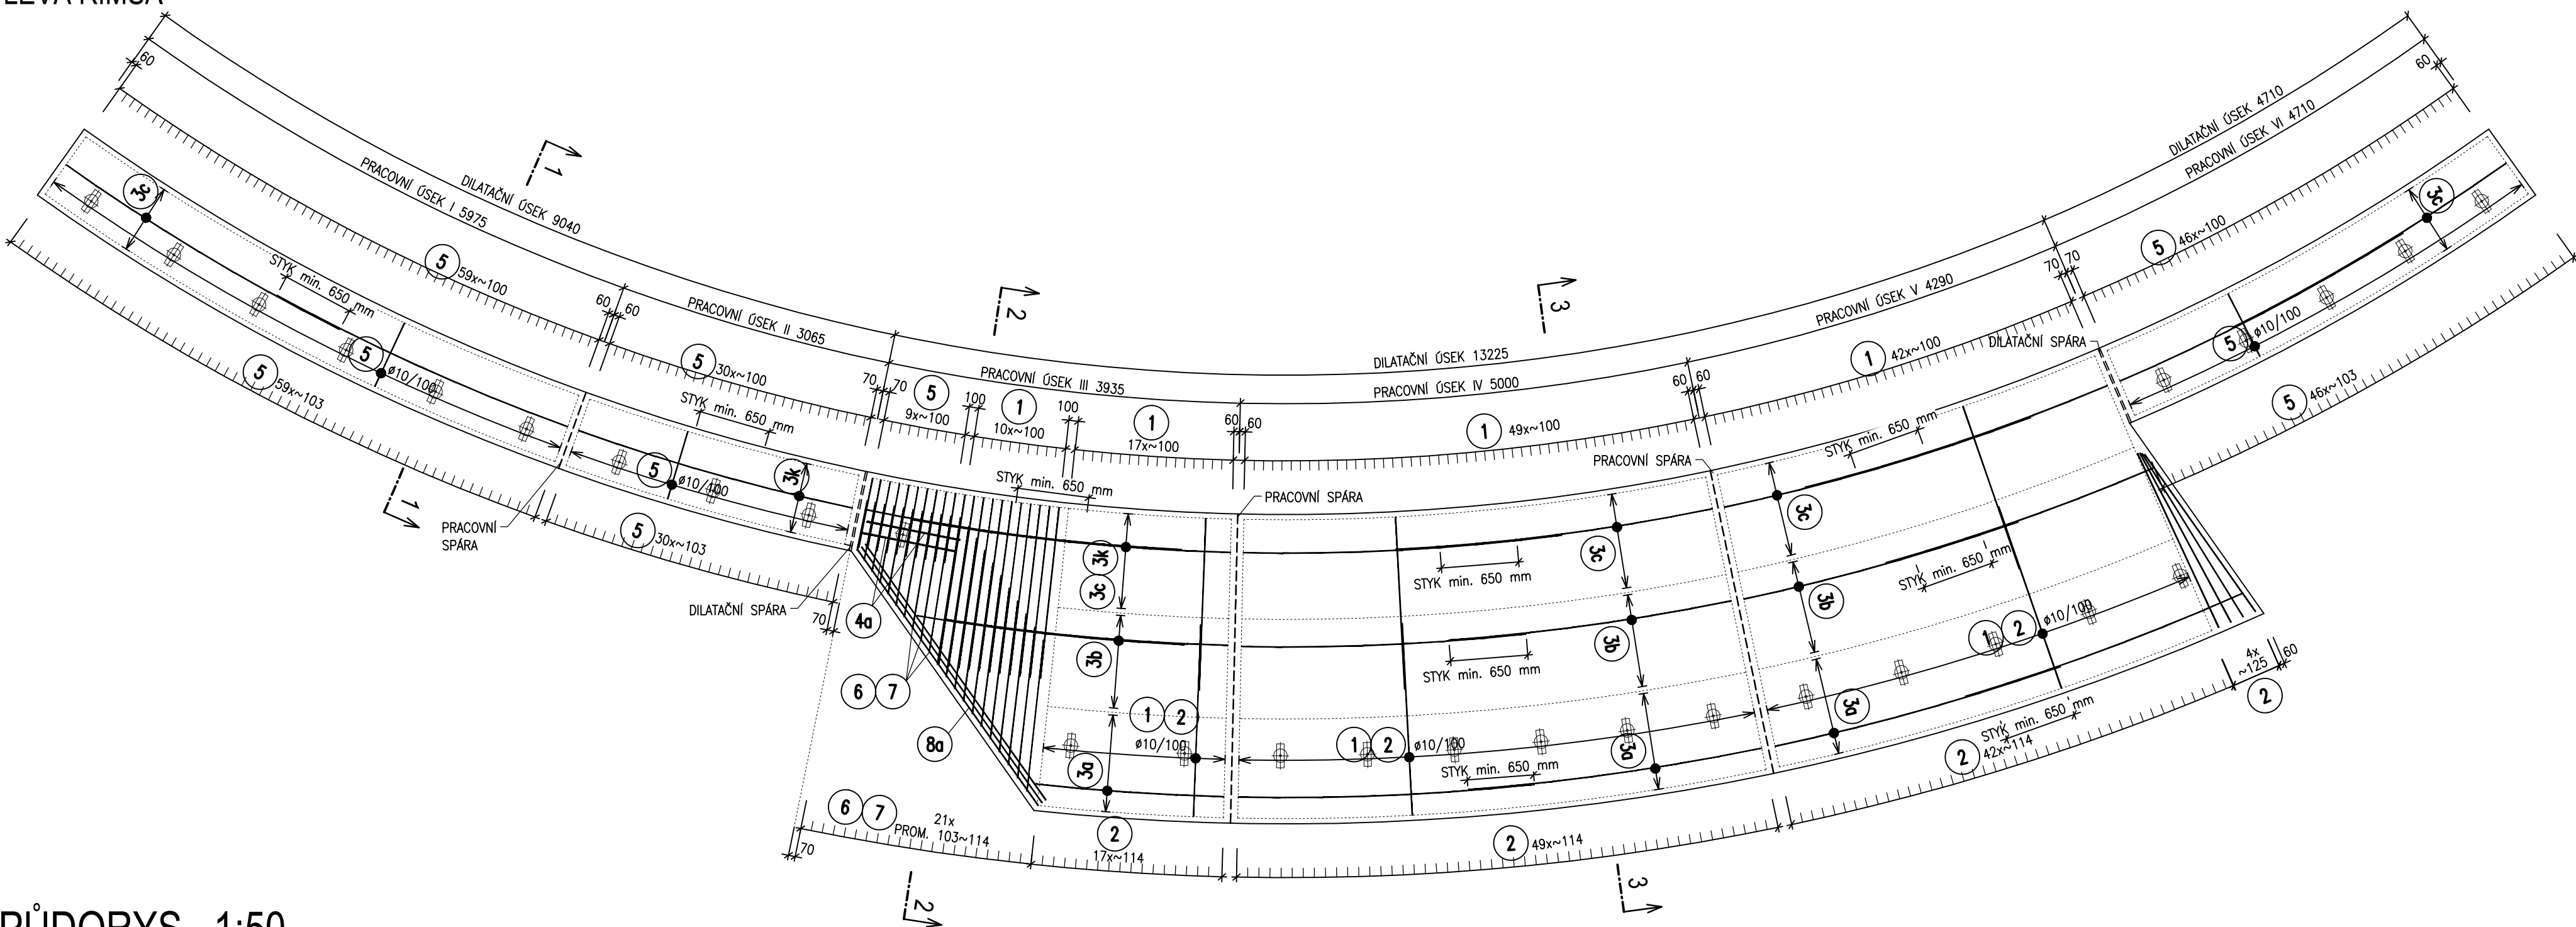 LEVÁ ŘÍMSA
DILATAČNÍ ÚSEK 9040
DILATAČNÍ ÚSEK 13225
DILATAČNÍ ÚSEK 4710
PRACOVNÍ ÚSEK I 5975
PRACOVNÍ ÚSEK II 3065
PRACOVNÍ ÚSEK III 3935
PRACOVNÍ ÚSEK IV 5000
PRACOVNÍ ÚSEK V 4290
PRACOVNÍ ÚSEK VI 4710
60
5 59x~100
60 60
5 30x~100
70 70
5
9x~100
100
1
10x~100
100
1
17x~100
60 60
1 49x~100
60 60
1 42x~100
70 70
5 46x~100
60
1
2
3
3c
STYK min. 650 mm
5
ø10/100
5 59x~103
1
PRACOVNÍ
SPÁRA
STYK min. 650 mm
5
ø10/100
3k
5 30x~103
70
DILATAČNÍ SPÁRA
4a
6 7
8a
STYK min. 650 mm
3k
3c
3b
1 2
ø10/100
3a
PRACOVNÍ SPÁRA
STYK min. 650 mm
3c
STYK min. 650 mm
3b
1 2 ø10/100
STYK min. 650 mm
3a
PRACOVNÍ SPÁRA
STYK min. 650 mm
3c
STYK min. 650 mm
3b
1 2 ø10/100
3a
STYK min. 650 mm
DILATAČNÍ SPÁRA
5
ø10/100
3c
5 46x~103
6 7
21x
PROM. 103~114
70
2
17x~114
2 49x~114
2 42x~114
4x
~125
60
2
2
3
PŮDORYS 1:50